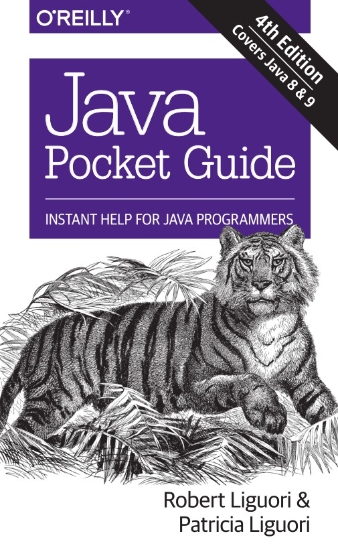 O'REILLY®
4th Edition
Covers Java 8 & 9
Java
Pocket Guide
INSTANT HELP FOR JAVA PROGRAMMERS
Robert Liguori &
Patricia Liguori